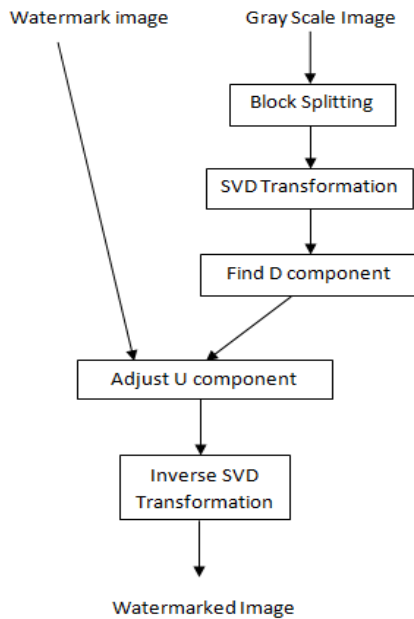 Watermark image
Gray Scale Image
Block Splitting
SVD Transformation
Find D component
Adjust U component
Inverse SVD
Transformation
Watermarked Image